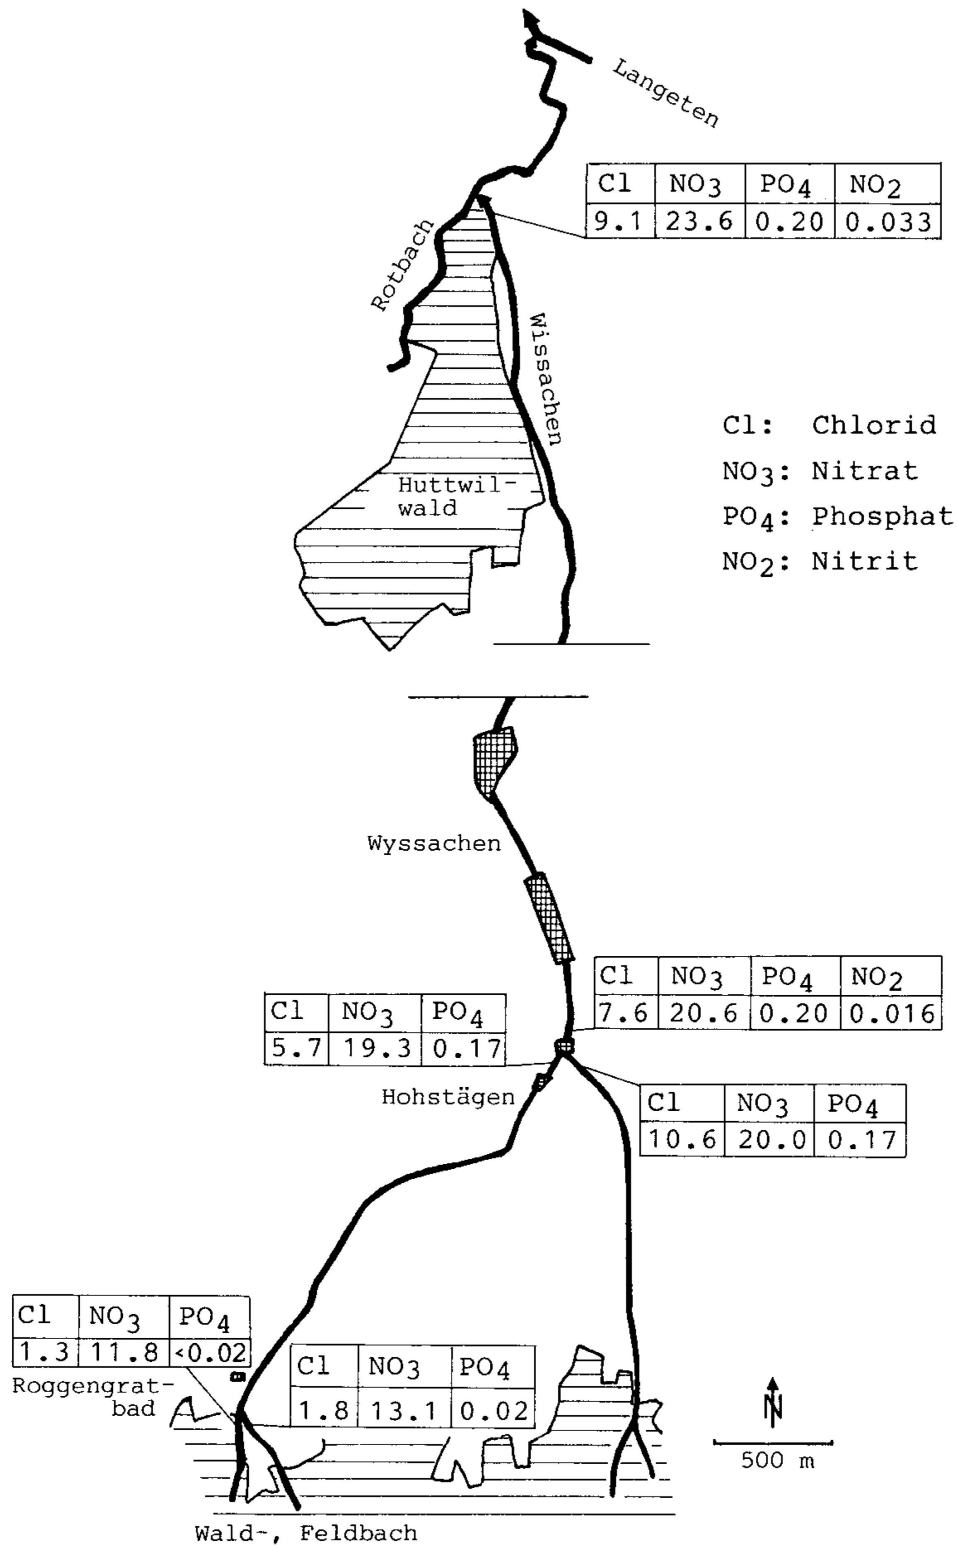 Langeten
Cl NO3 PO4 NO2
9.1 23.6 0.20 0.033
Rotbach
Wissachen
Cl: Chlorid
NO3: Nitrat
PO4: Phosphat
NO2: Nitrit
Huttwil-
wald
Wyssachen
Cl NO3 PO4 NO2
7.6 20.6 0.20 0.016
Cl NO3 PO4
5.7 19.3 0.17
Hohstägen
Cl NO3 PO4
10.6 20.0 0.17
Cl NO3 PO4
1.3 11.8 <0.02
Roggengrat-
bad
Cl NO3 PO4
1.8 13.1 0.02
N
500 m
Wald-, Feldbach